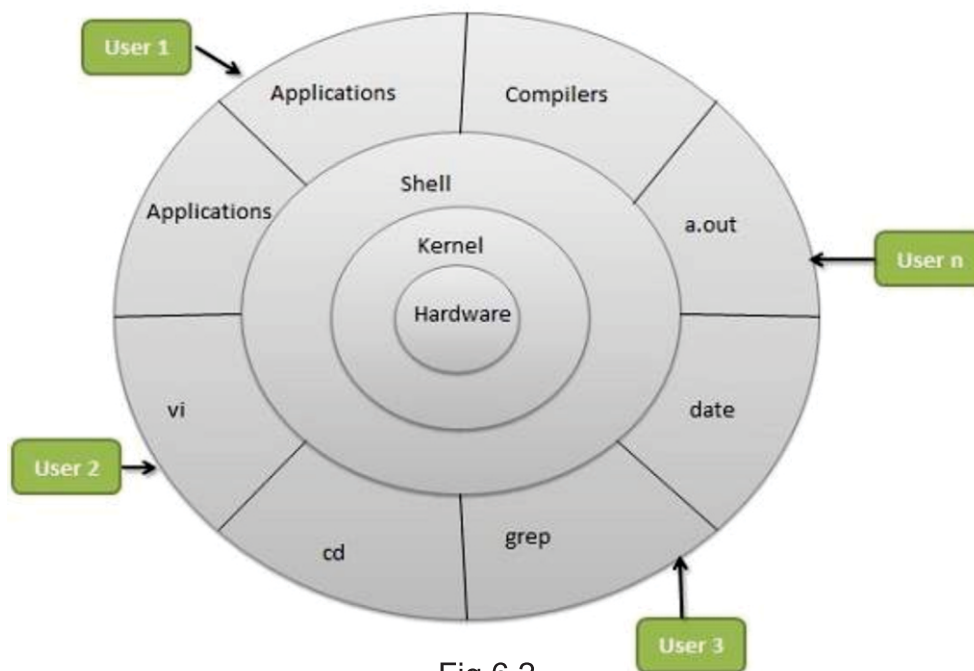 User 1
Applications
Compilers
Shell
Applications
a.out
Kernel
User n
Hardware
vi
date
User 2
grep
cd
User 3
Fig 6.2